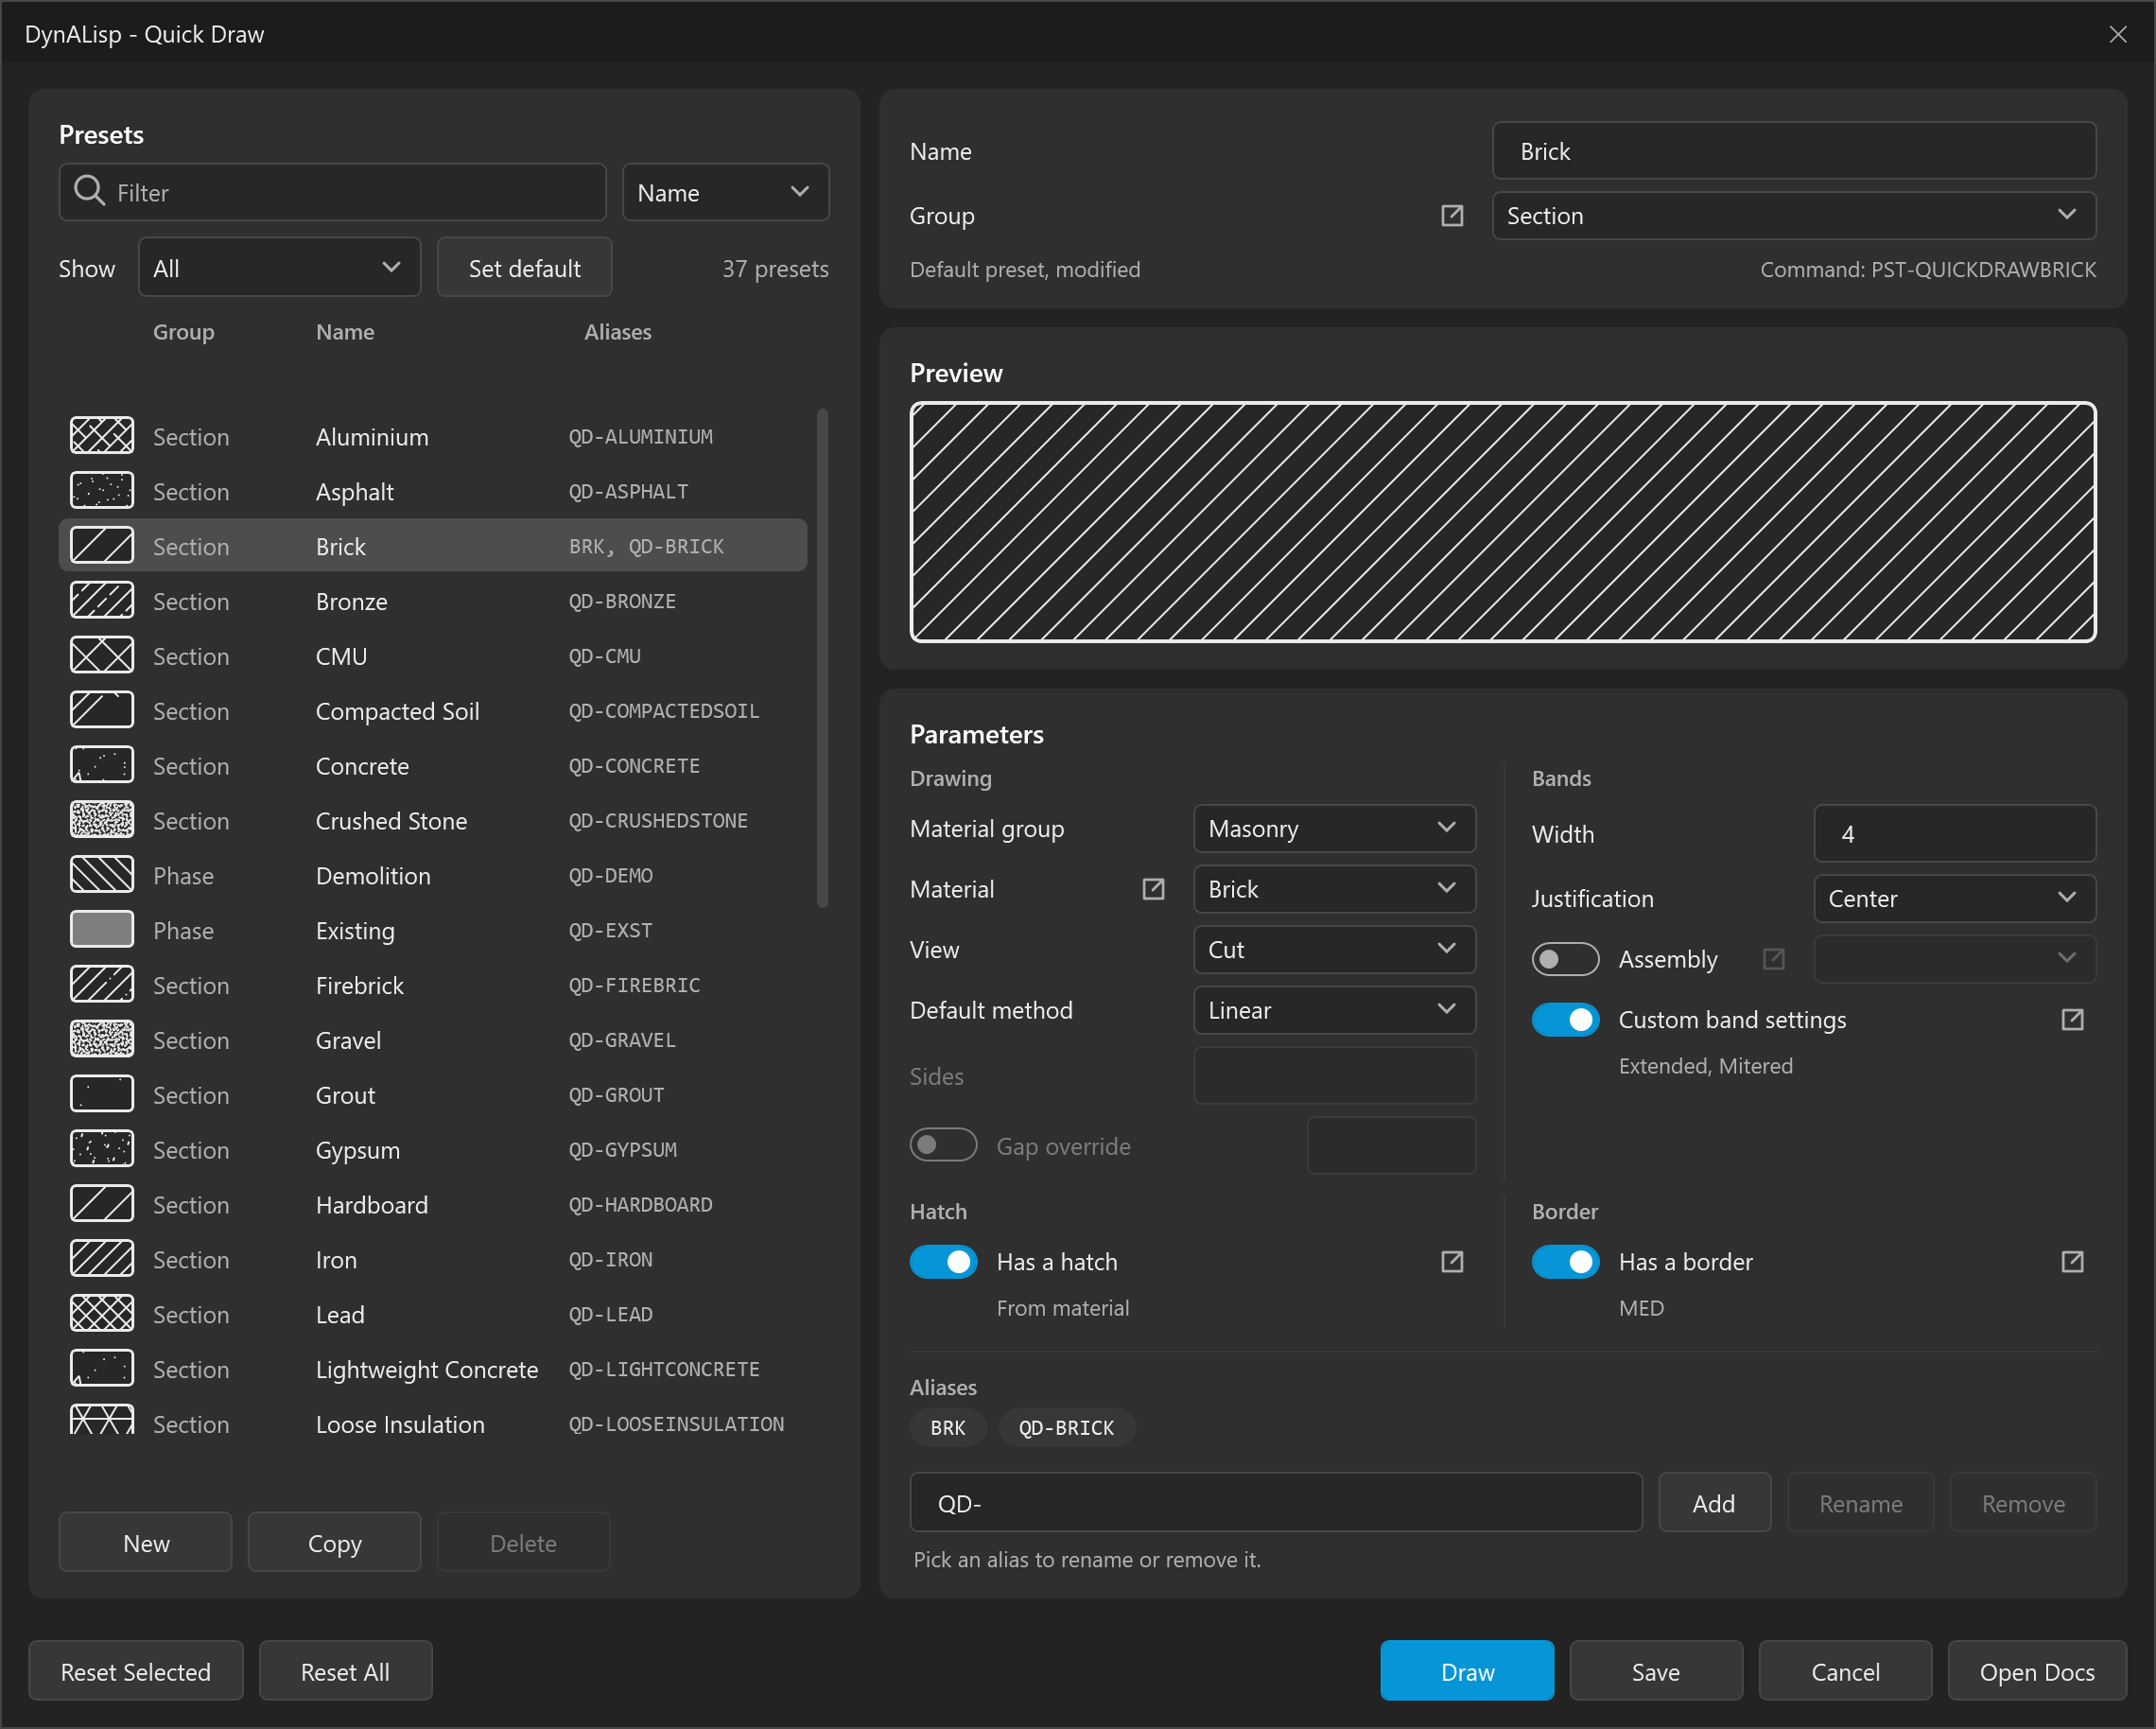 DynALisp - Quick Draw
Presets
Filter
Name
Show
All
Set default
37 presets
Group Name Aliases
Section Aluminium QD-ALUMINIUM
Section Asphalt QD-ASPHALT
Section Brick BRK, QD-BRICK
Section Bronze QD-BRONZE
Section CMU QD-CMU
Section Compacted Soil QD-COMPACTEDSOIL
Section Concrete QD-CONCRETE
Section Crushed Stone QD-CRUSHEDSTONE
Phase Demolition QD-DEMO
Phase Existing QD-EXST
Section Firebrick QD-FIREBRIC
Section Gravel QD-GRAVEL
Section Grout QD-GROUT
Section Gypsum QD-GYPSUM
Section Hardboard QD-HARDBOARD
Section Iron QD-IRON
Section Lead QD-LEAD
Section Lightweight Concrete QD-LIGHTCONCRETE
Section Loose Insulation QD-LOOSEINSULATION
New
Copy
Delete
Name
Brick
Group
Section
Default preset, modified
Command: PST-QUICKDRAWBRICK
Preview
Parameters
Drawing
Material group
Masonry
Material
Brick
View
Cut
Default method
Linear
Sides
Gap override
Bands
Width
4
Justification
Center
Assembly
Custom band settings
Extended, Mitered
Hatch
Has a hatch
From material
Border
Has a border
MED
Aliases
BRK
QD-BRICK
QD-
Add
Rename
Remove
Pick an alias to rename or remove it.
Reset Selected
Reset All
Draw
Save
Cancel
Open Docs